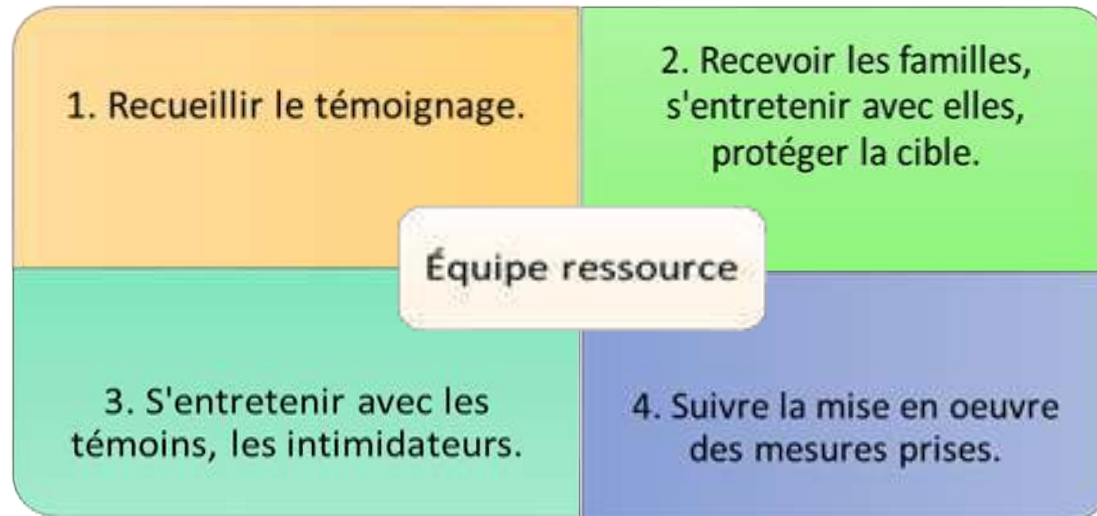 1. Recueillir le témoignage.
2. Recevoir les familles,
s'entretenir avec elles,
protéger la cible.
Équipe ressource
3. S'entretenir avec les
témoins, les intimidateurs.
4. Suivre la mise en oeuvre
des mesures prises.